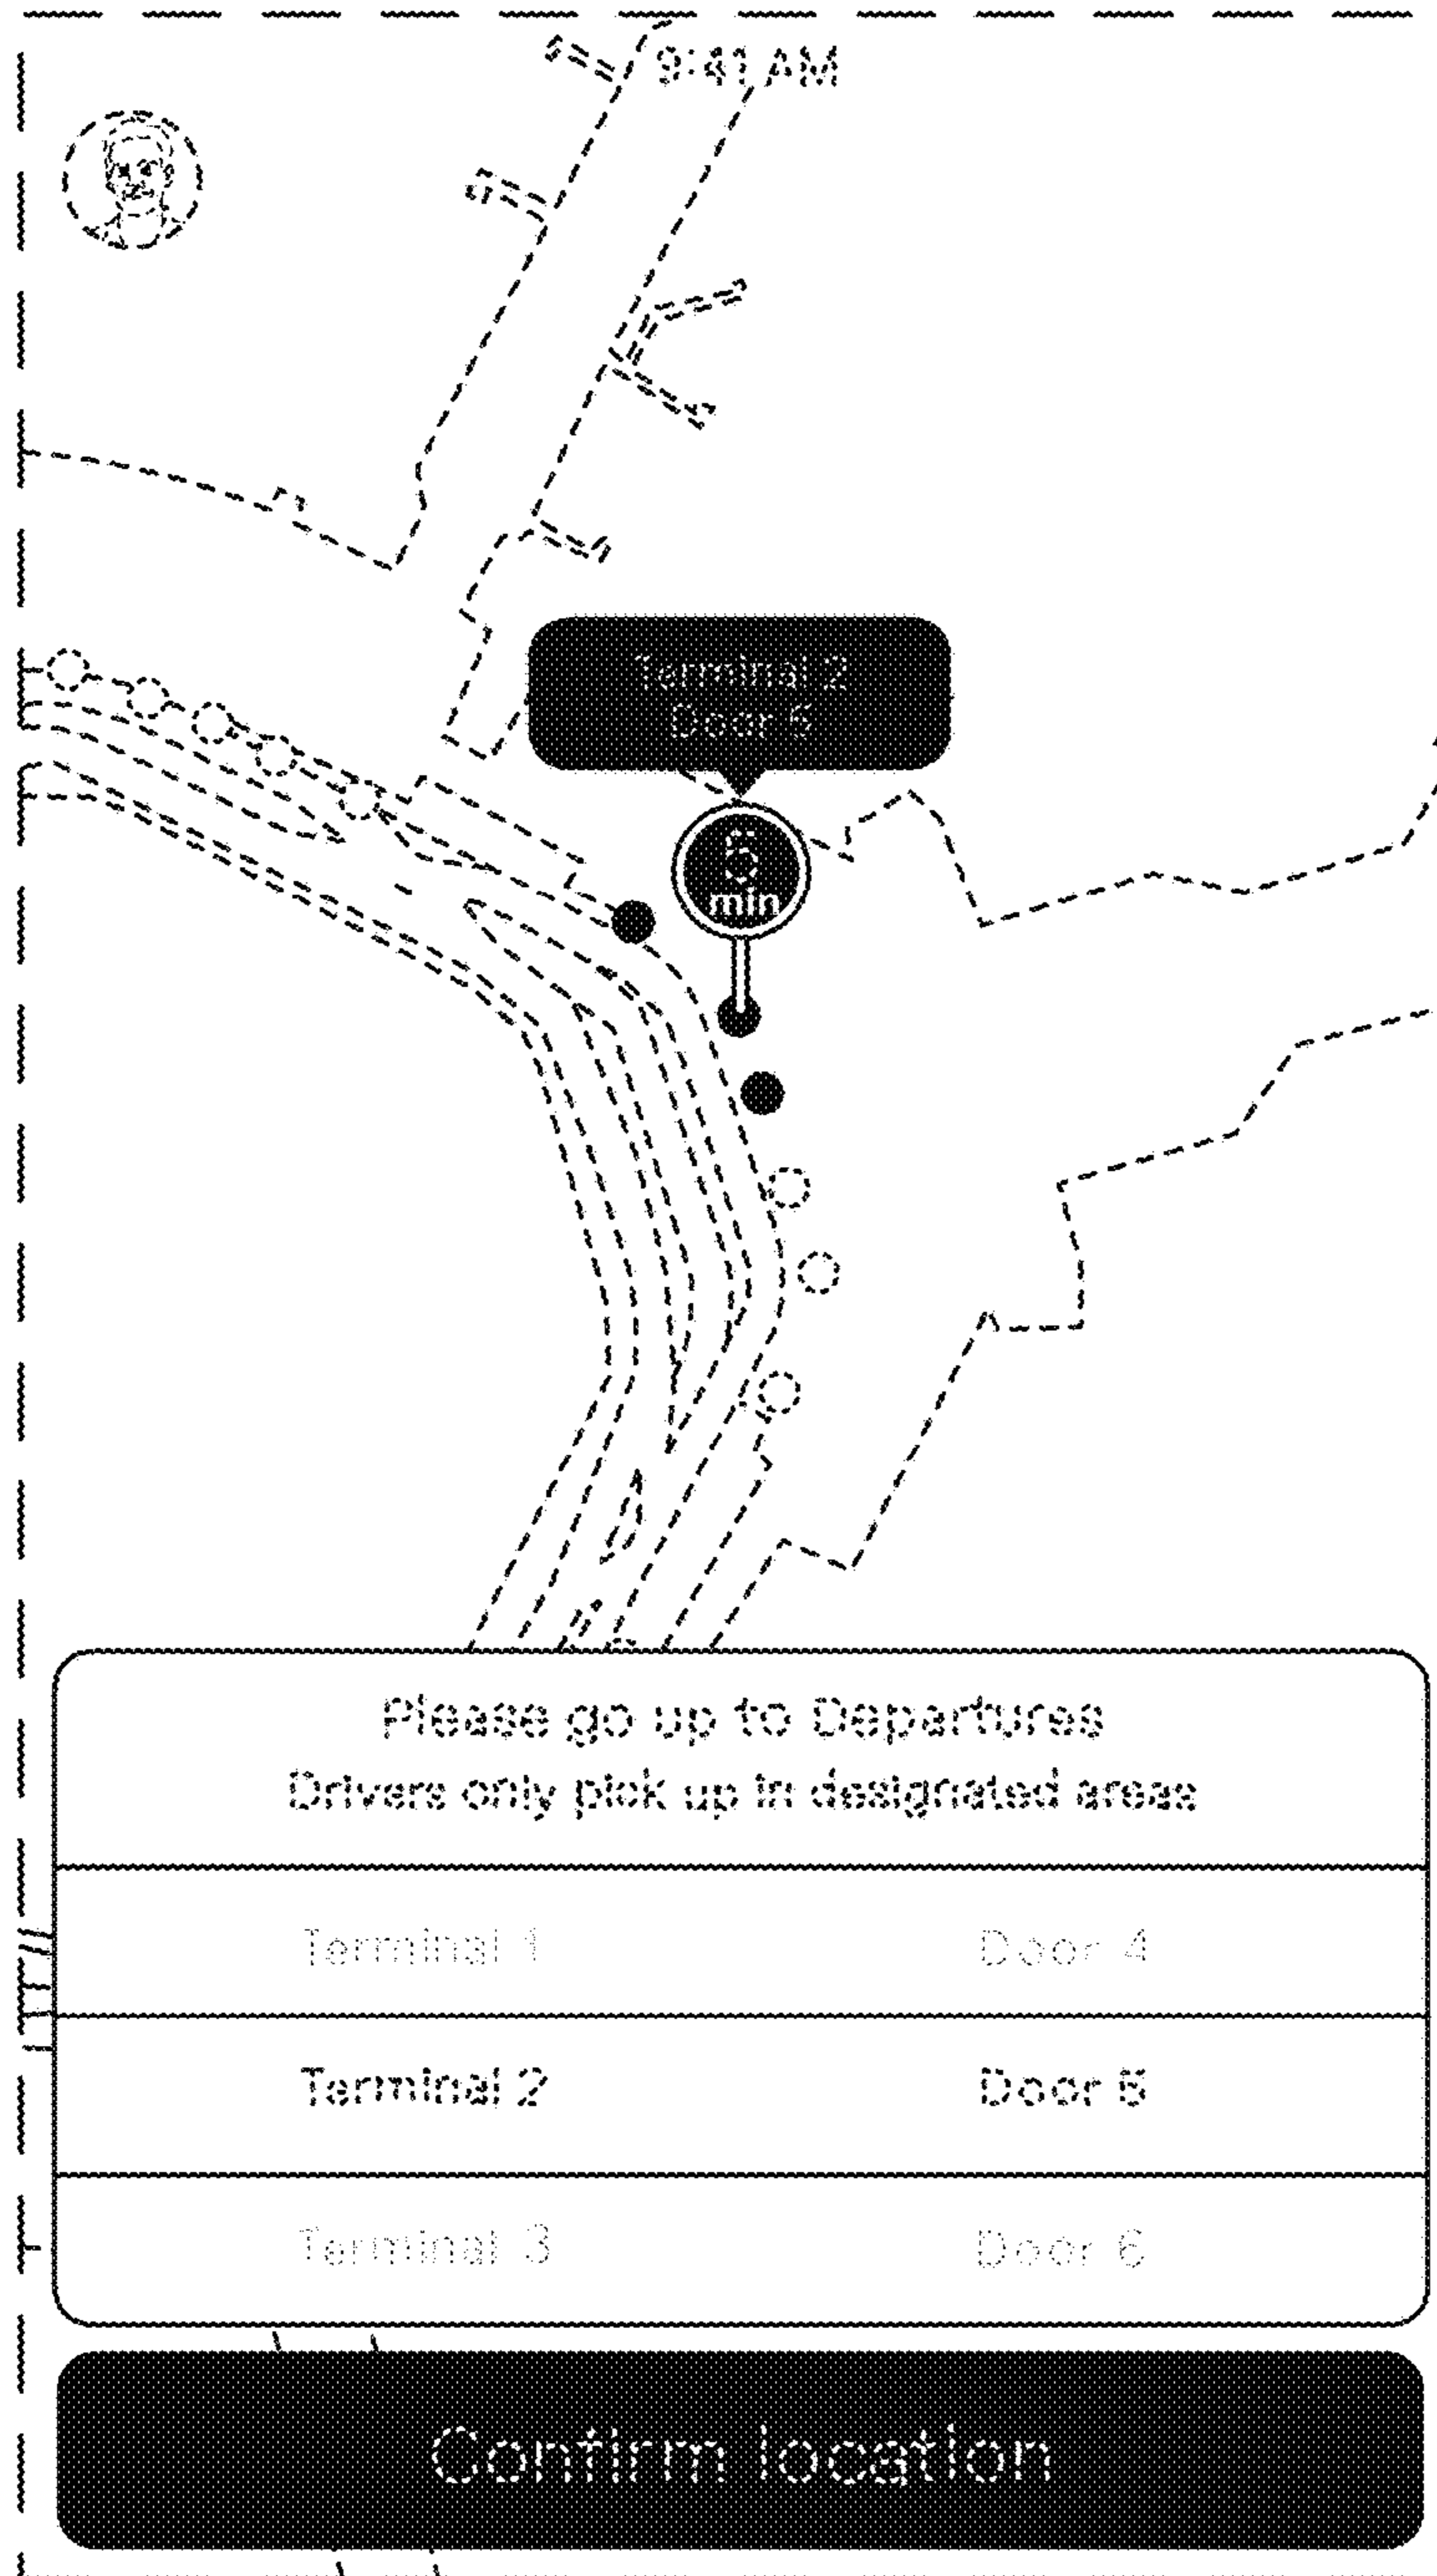 9:41 AM
Terminal 2
Door 5
5
min
Please go up to Departures
Drivers only pick up in designated areas
Terminal 1 Door 4
Terminal 2 Door 5
Terminal 3 Door 6
Confirm location